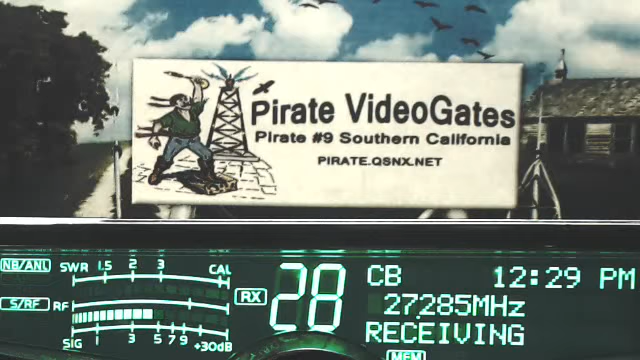 Pirate VideoGates
Pirate #9 Southern California
PIRATE.QSNX.NET
NB/ANL SWR 1.5 2 3 CAL
S/RF RF
SIG 1 3 5 7 9 +30dB
RX 28 CB 12:29 PM
27285MHz
RECEIVING
MEM